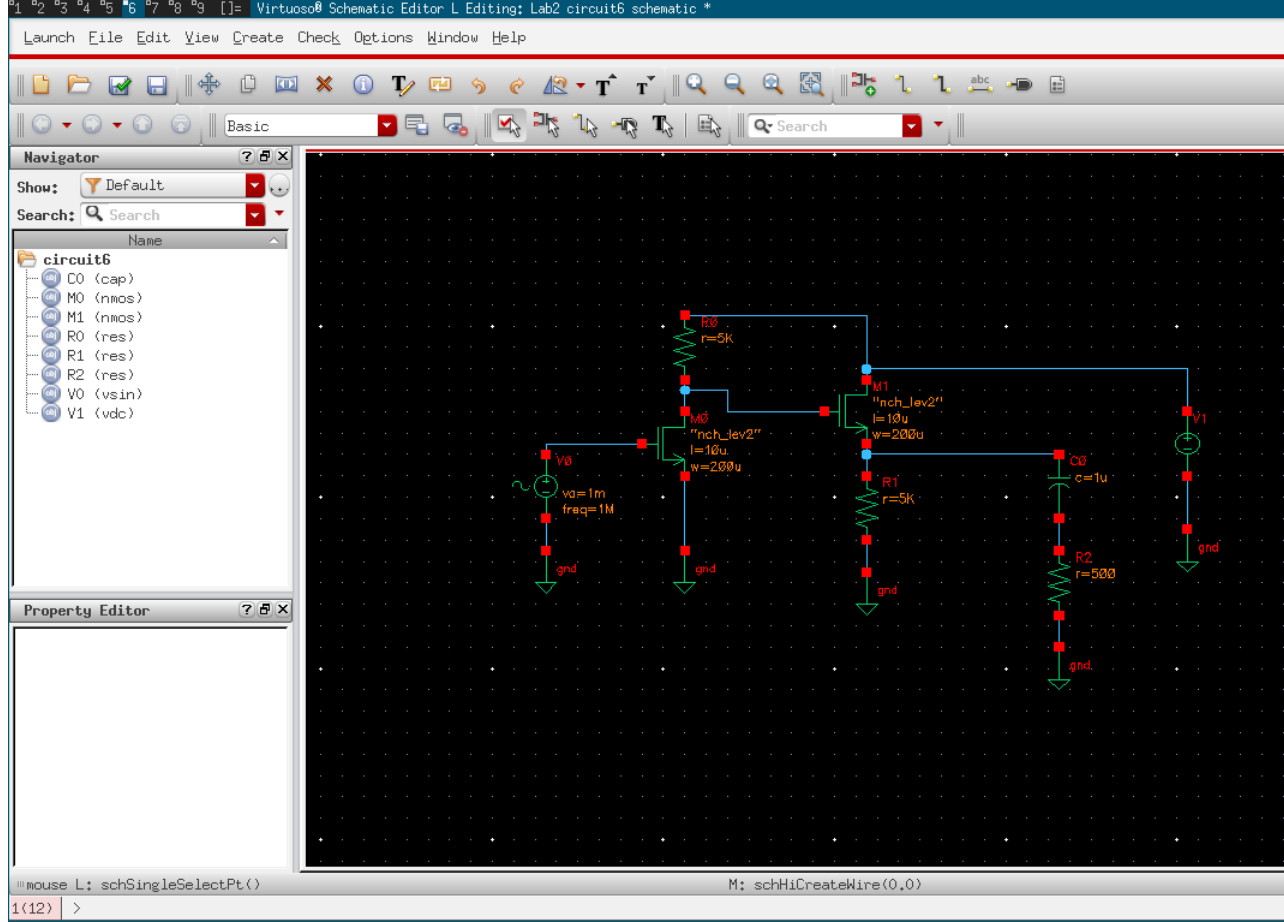 °1 °2 °3 °4 °5 °6 °7 °8 °9 []= Virtuoso® Schematic Editor L Editing: Lab2 circuit6 schematic *
Launch File Edit View Create Check Options Window Help
abc
Basic
Search
Navigator
Show: Default
Search: Search
Name
circuit6
C0 (cap)
M0 (nmos)
M1 (nmos)
R0 (res)
R1 (res)
R2 (res)
V0 (vsin)
V1 (vdc)
Property Editor
R0
r=5K
M1
"nch_lev2"
l=10u
w=200u
M0
"nch_lev2"
l=10u
w=200u
V0
va=1m
freq=1M
gnd
gnd
R1
r=5K
gnd
C0
c=1u
R2
r=500
gnd
V1
gnd
mouse L: schSingleSelectPt()
M: schHiCreateWire(0.0)
1(12) >